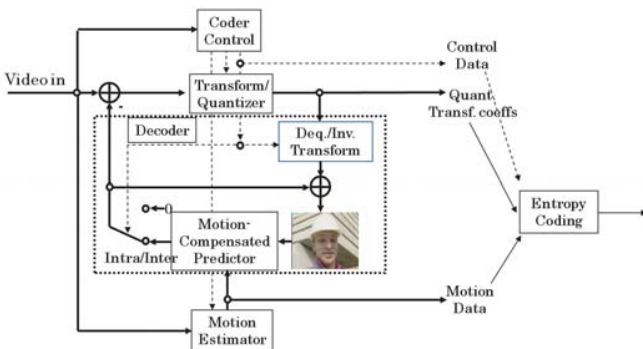 Coder
Control
Control
Data
Video in
-
Transform/
Quantizer
Quant
Transf. coeffs
Decoder
Deq./Inv.
Transform
0
Motion-
Compensated
Predictor
Entropy
Coding
Intra/Inter
Motion
Data
Motion
Estimator